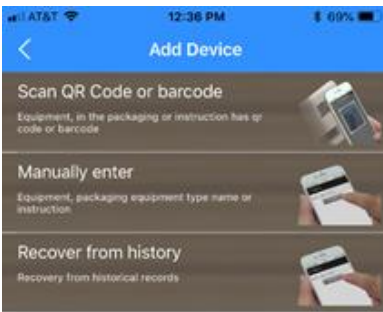 AT&T 12:36 PM 69%
Add Device
Scan QR Code or barcode
Equipment, in the packaging or instruction has qr
code or barcode
Manually enter
Equipment, packaging equipment type name or
instruction
Recover from history
Recovery from historical records